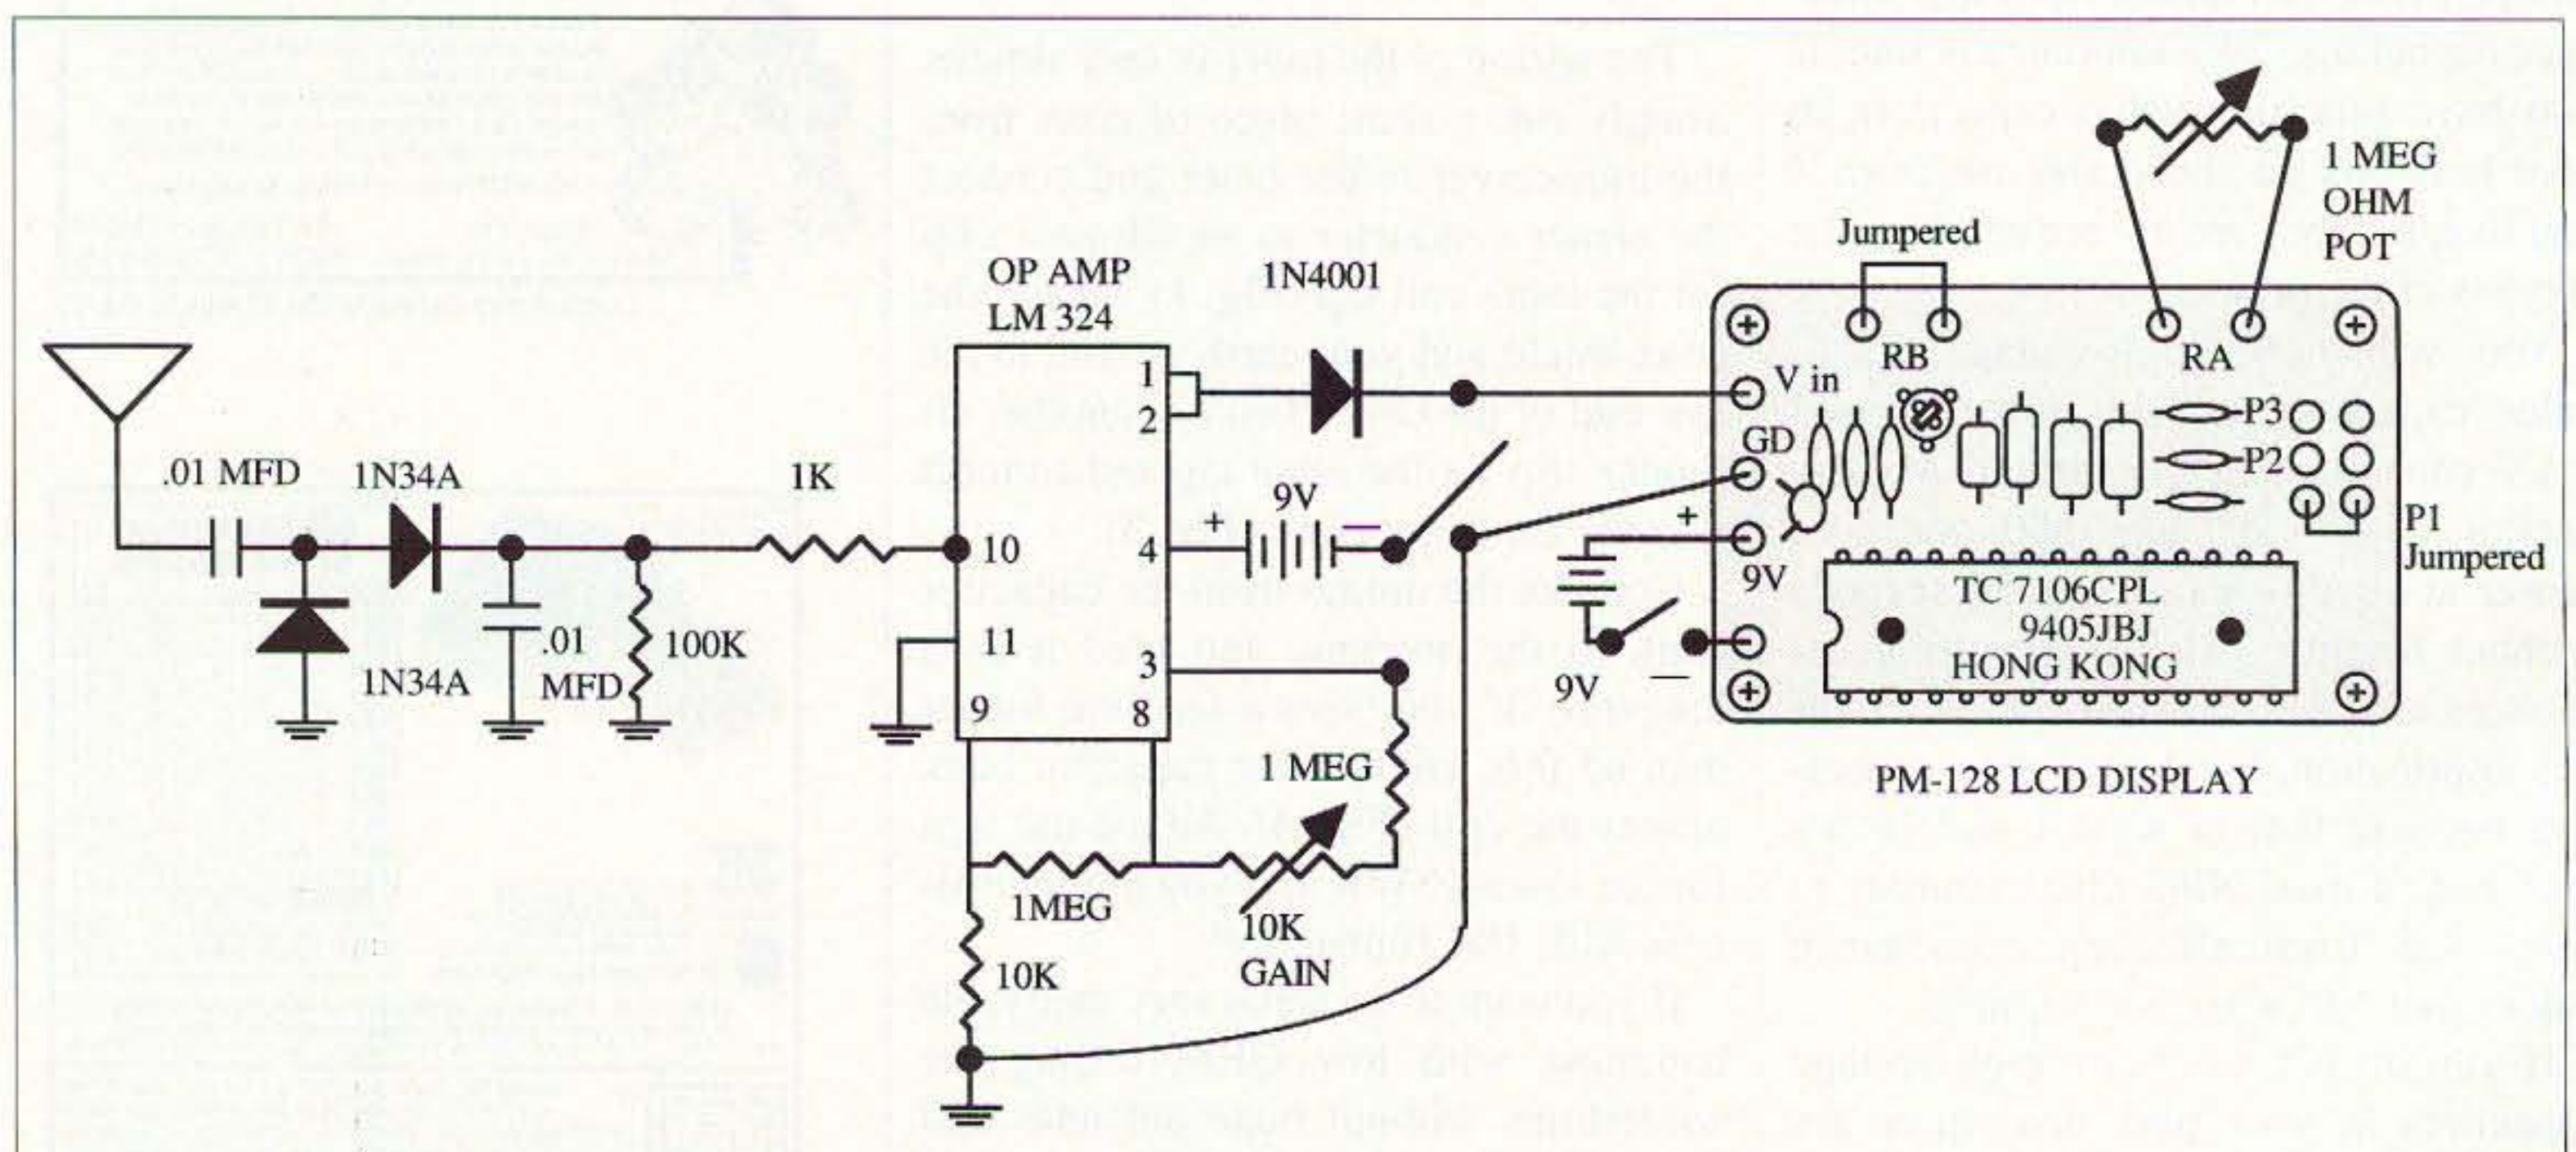 1 MEG
OHM
POT
Jumpered
OP AMP
LM 324
1N4001
RB
RA
1
2
V in
P3
GD
P2
.01 MFD
1N34A
1K
9V
+
−
10
4
+
9V
P1
Jumpered
TC 7106CPL
9405JBJ
HONG KONG
11
3
100K
.01
MFD
1N34A
9V
—
9
8
1 MEG
PM-128 LCD DISPLAY
1MEG
10K
GAIN
10K